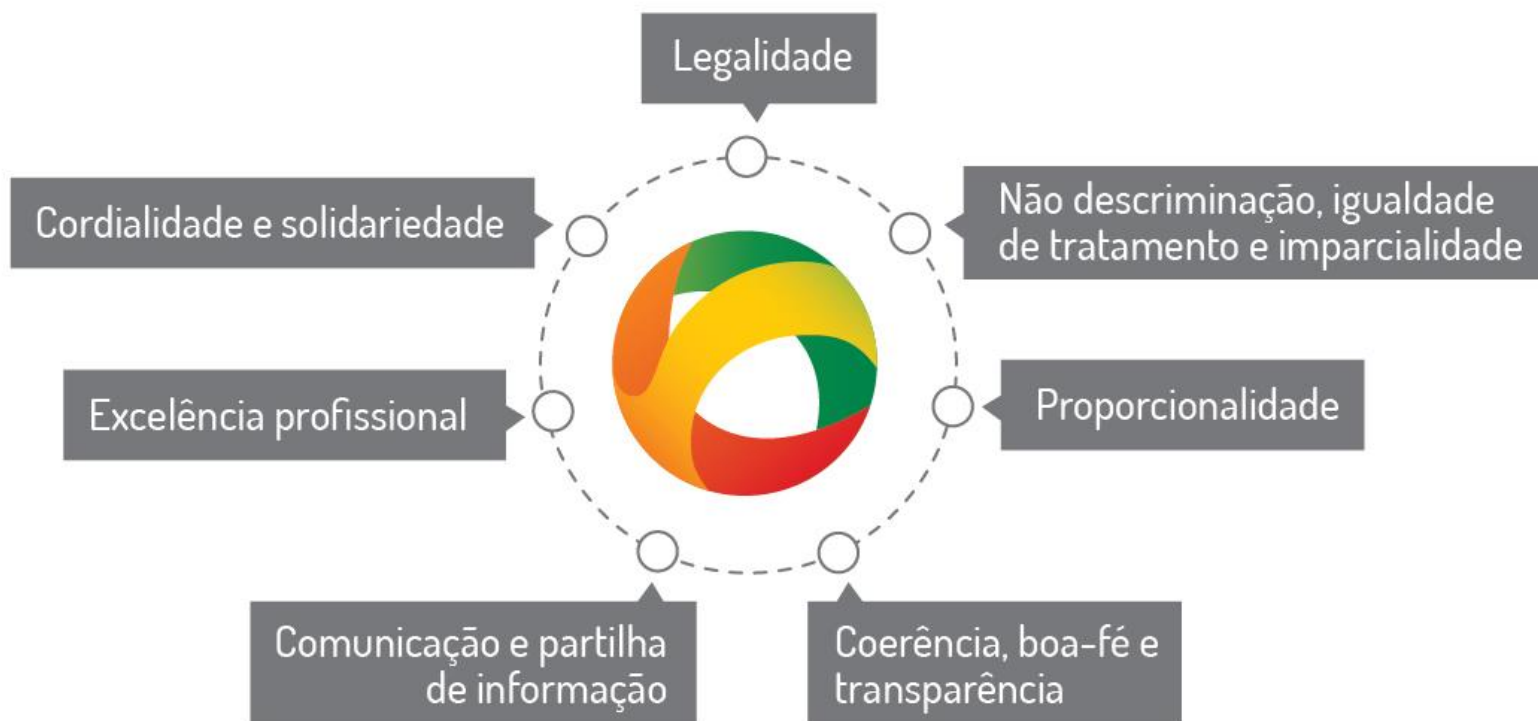 Legalidade
Não descriminação, igualdade
de tratamento e imparcialidade
Proporcionalidade
Coerência, boa-fé e
transparência
Comunicação e partilha
de informação
Excelência profissional
Cordialidade e solidariedade